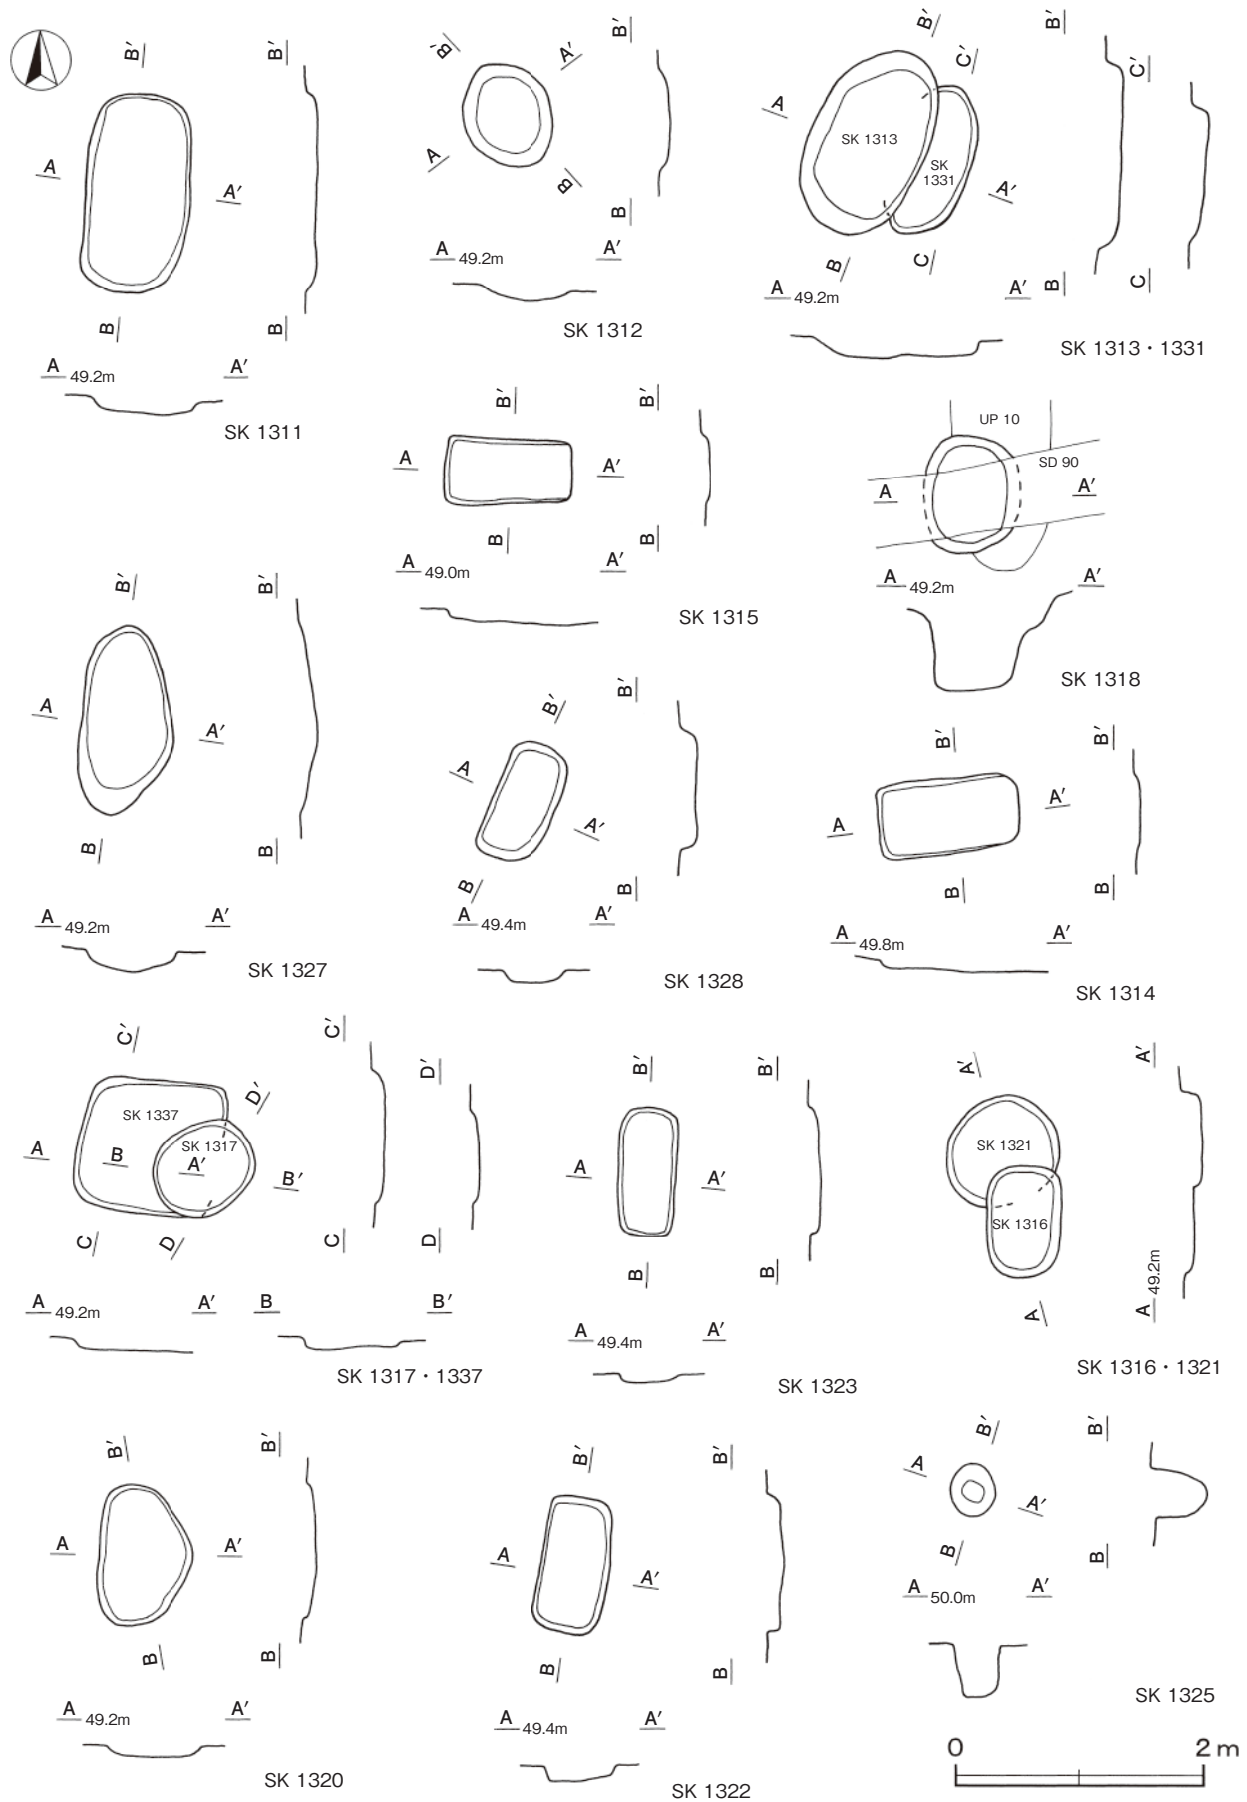 B′
B′
A
A′
B
B
A 49.2m
A′
SK 1311
B′
A′
B′
A
B
B
A 49.2m
A′
SK 1312
B′
C′
B′
C′
A
SK 1313
SK
1331
A′
B
C
B
C
A 49.2m
A′
SK 1313・1331
B′
B′
A
A′
B
B
A 49.0m
A′
SK 1315
UP 10
SD 90
A
A′
A 49.2m
A′
SK 1318
B′
B′
A
A′
B
B
A 49.2m
A′
SK 1327
B′
B′
A
A′
B
B
A 49.4m
A′
SK 1328
B′
B′
A
A′
B
B
A 49.8m
A′
SK 1314
C′
C′
D′
D′
SK 1337
SK 1317
A
B
A′
B′
C
D
C
D
A 49.2m
A′
B
B′
SK 1317・1337
B′
B′
A
A′
B
B
A 49.4m
A′
SK 1323
A′
A′
SK 1321
SK 1316
A
A 49.2m
SK 1316・1321
B′
B′
A
A′
B
B
A 49.2m
A′
SK 1320
B′
B′
A
A′
B
B
A 49.4m
A′
SK 1322
B′
B′
A
A′
B
B
A 50.0m
A′
SK 1325
0 2 m